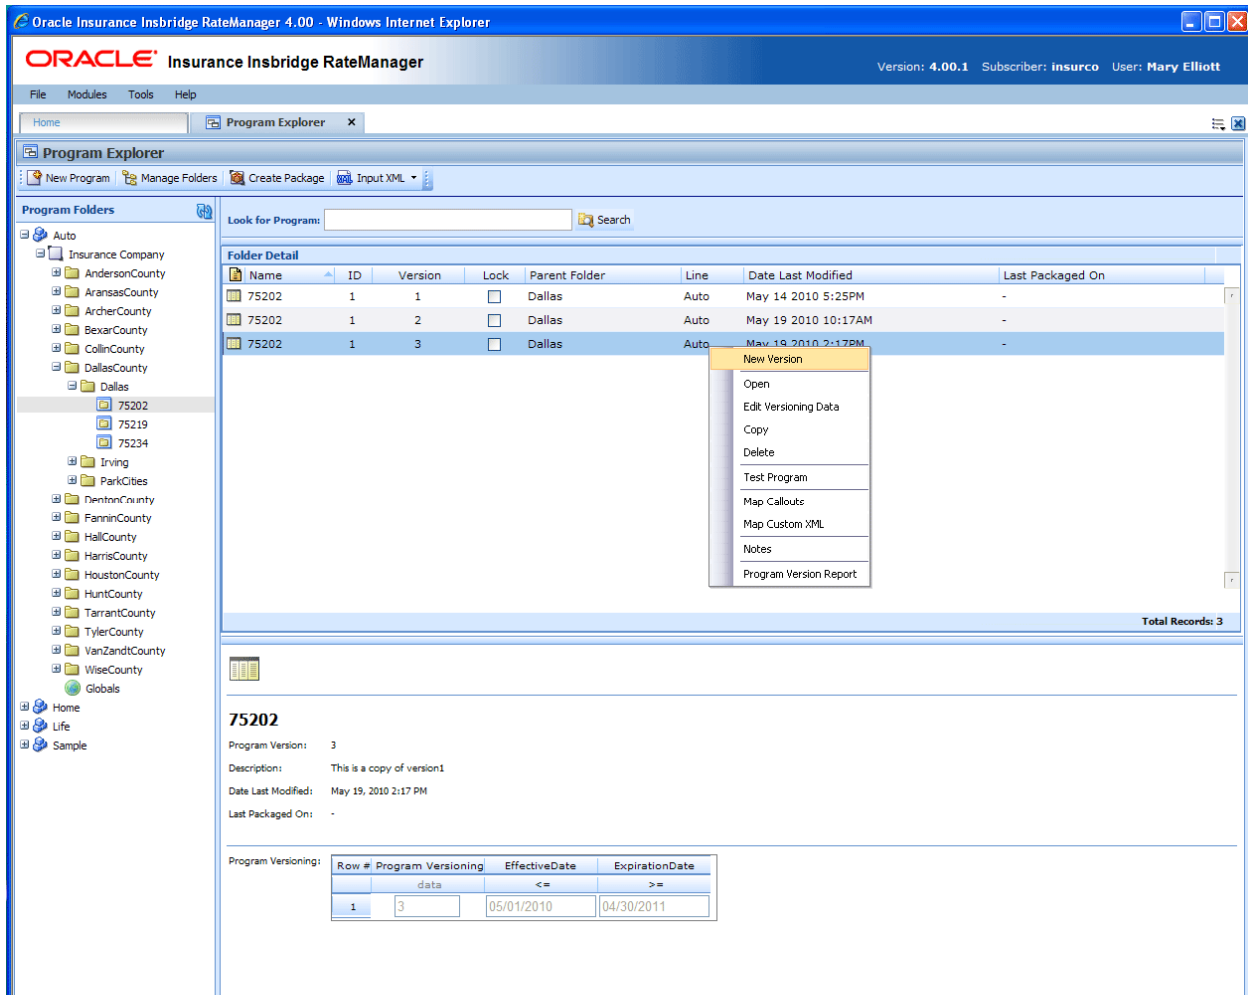 Oracle Insurance Insbridge RateManager 4.00 - Windows Internet Explorer
ORACLE Insurance Insbridge RateManager
Version: 4.00.1 Subscriber: insurco User: Mary Elliott
File Modules Tools Help
Home Program Explorer x
Program Explorer
New Program Manage Folders Create Package Input XML
Program Folders
Auto
Insurance Company
AndersonCounty
AransasCounty
ArcherCounty
BexarCounty
CollinCounty
DallasCounty
Dallas
75202
75219
75234
Irving
ParkCities
DentonCounty
FanninCounty
HallCounty
HarrisCounty
HoustonCounty
HuntCounty
TarrantCounty
TylerCounty
VanZandtCounty
WiseCounty
Globals
Home
Life
Sample
Look for Program: Search
Folder Detail
Name ID Version Lock Parent Folder Line Date Last Modified Last Packaged On
75202 1 1 Dallas Auto May 14 2010 5:25PM -
75202 1 2 Dallas Auto May 19 2010 10:17AM -
75202 1 3 Dallas Auto May 19 2010 2:17PM -
New Version
Open
Edit Versioning Data
Copy
Delete
Test Program
Map Callouts
Map Custom XML
Notes
Program Version Report
Total Records: 3
75202
Program Version: 3
Description: This is a copy of version1
Date Last Modified: May 19, 2010 2:17 PM
Last Packaged On: -
Program Versioning:
Row # Program Versioning EffectiveDate ExpirationDate
data <= >=
1 3 05/01/2010 04/30/2011